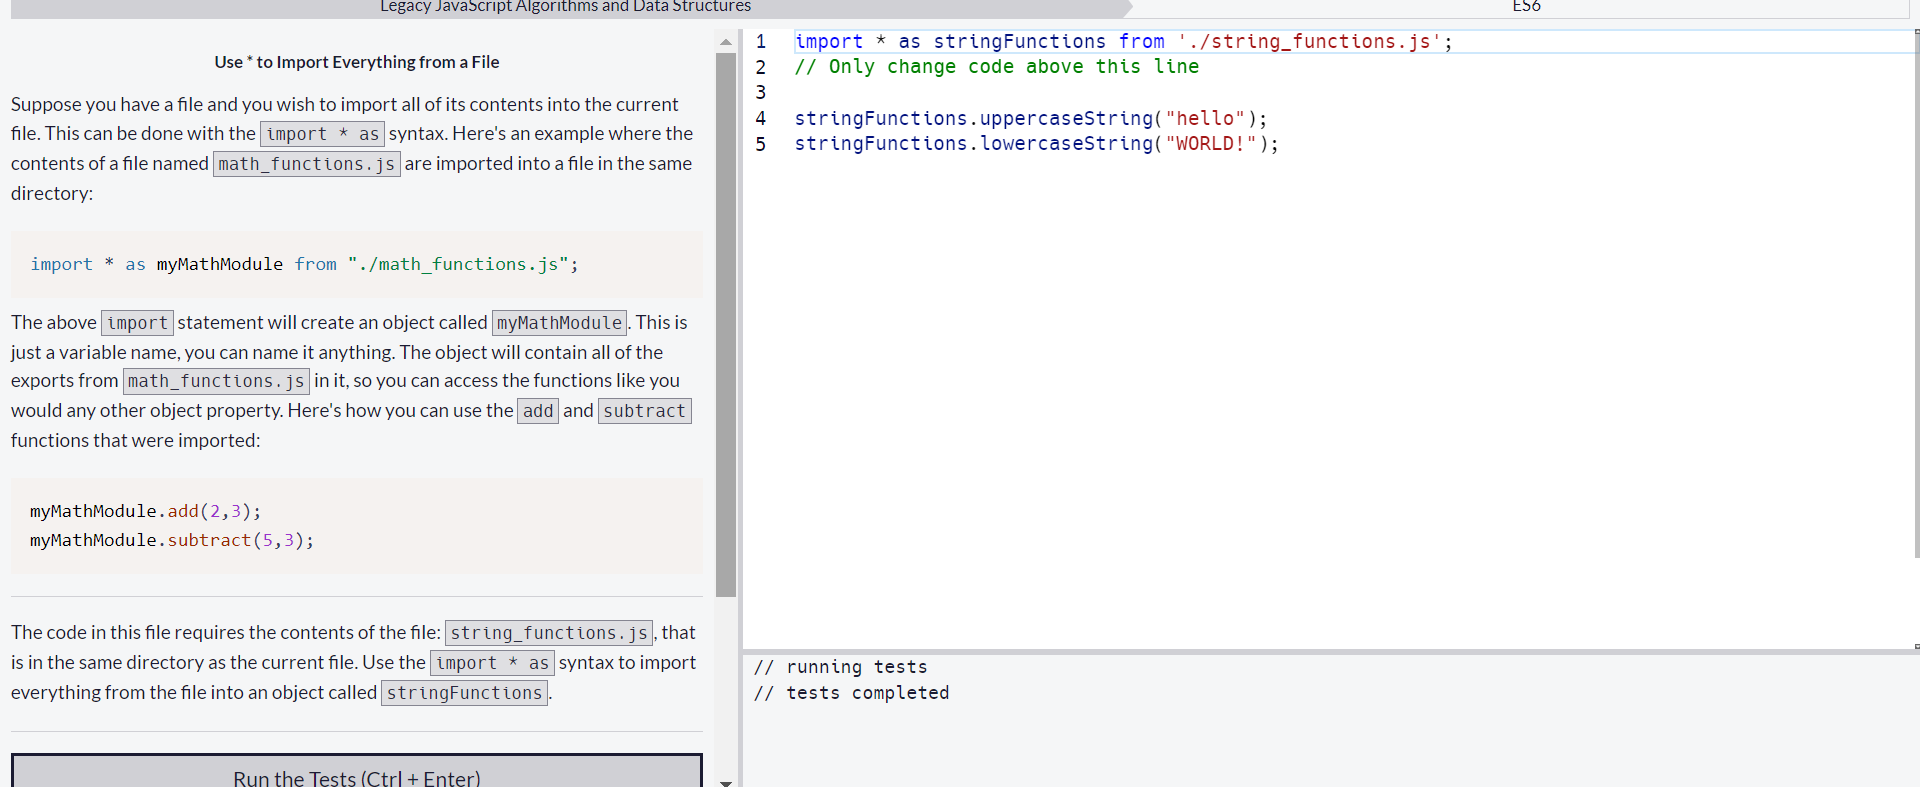 Legacy JavaScript Algorithms and Data Structures
ES6
Use * to Import Everything from a File
Suppose you have a file and you wish to import all of its contents into the current
file. This can be done with the import * as syntax. Here's an example where the
contents of a file named math_functions.js are imported into a file in the same
directory:
import * as myMathModule from "./math_functions.js";
The above import statement will create an object called myMathModule. This is
just a variable name, you can name it anything. The object will contain all of the
exports from math_functions.js in it, so you can access the functions like you
would any other object property. Here's how you can use the add and subtract
functions that were imported:
myMathModule.add(2,3);
myMathModule.subtract(5,3);
The code in this file requires the contents of the file: string_functions.js, that
is in the same directory as the current file. Use the import * as syntax to import
everything from the file into an object called stringFunctions.
Run the Tests (Ctrl + Enter)
1 import * as stringFunctions from './string_functions.js';
2 // Only change code above this line
3
4 stringFunctions.uppercaseString("hello");
5 stringFunctions.lowercaseString("WORLD!");
// running tests
// tests completed